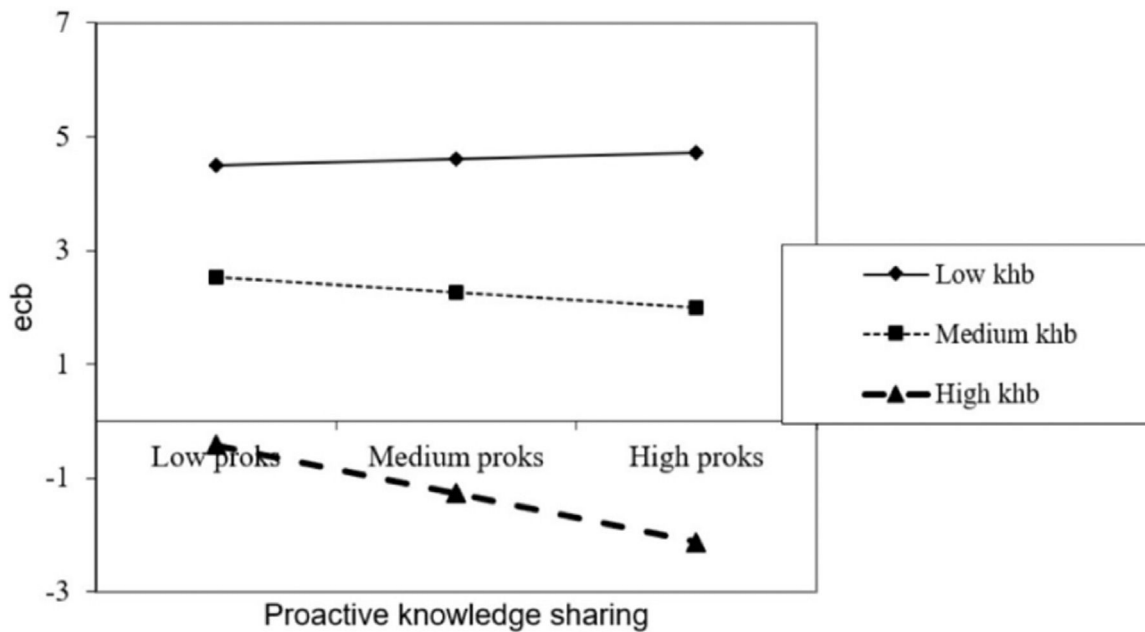 7
5
3
1
-1
-3
ecb
Low proks
Medium proks
High proks
Proactive knowledge sharing
Low khb
Medium khb
High khb